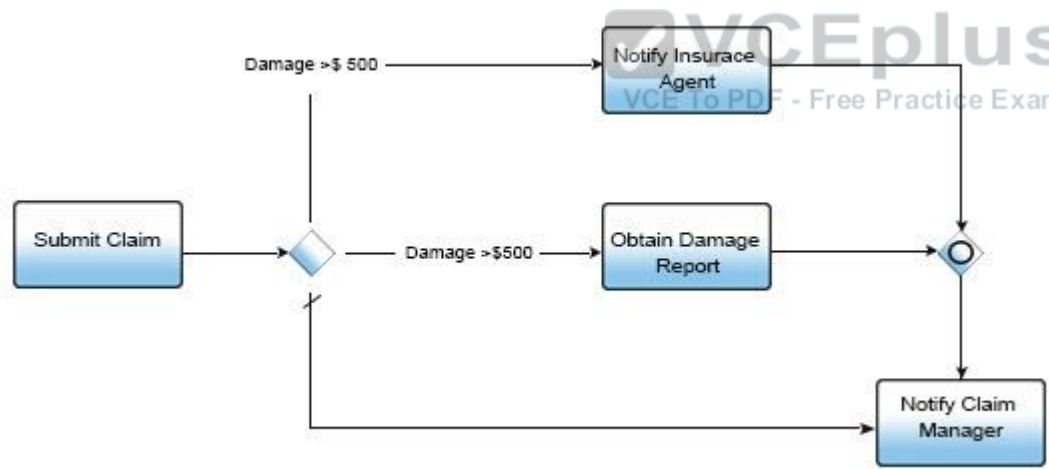 VCEplus
VCE To PDF - Free Practice Exam
Damage >$ 500
Notify Insurace
Agent
Submit Claim
Damage >$500
Obtain Damage
Report
Notify Claim
Manager